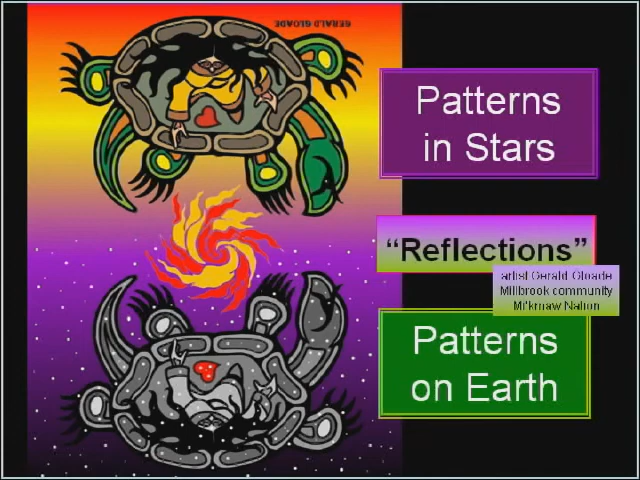 GERALD GLOADE
Patterns
in Stars
“Reflections”
artist Gerald Gloade
Millbrook community
Mi'kmaw Nation
Patterns
on Earth